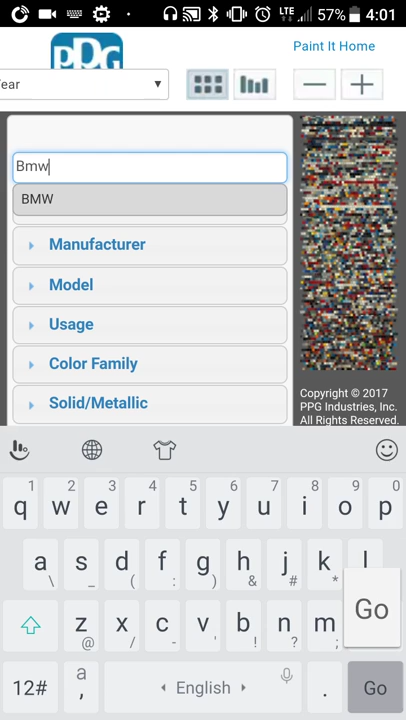 LTE 57% 4:01
PPG
Paint It Home
ear
Bmw
BMW
Manufacturer
Model
Usage
Color Family
Solid/Metallic
Copyright © 2017
PPG Industries, Inc.
All Rights Reserved.
1 2 3 4 5 6 7 8 9 0
q w e r t y u i o p
a s d f g h j k l
\ _ ( : ) & # *
Go
z x c v b n m
@ / - ' ! ? ;
12# a , English . Go